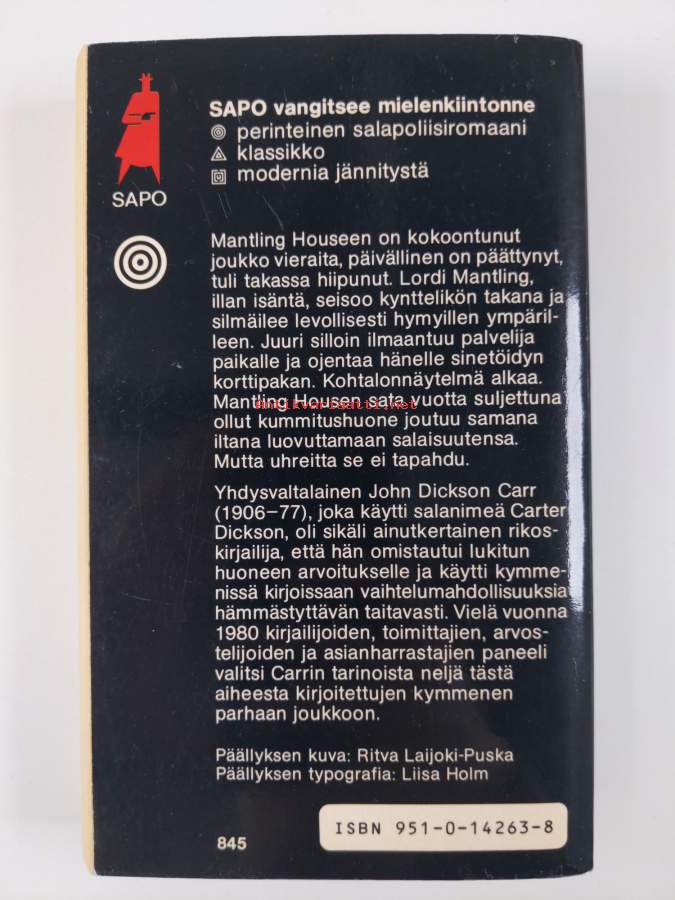 SAPO vangitsee mielenkiintonne
perinteinen salapoliisiromaani
klassikko
modernia jännitystä
SAPO
Mantling Houseen on kokoontunut
joukko vieraita, päivällinen on päättynyt,
tuli takassa hiipunut. Lordi Mantling,
illan isäntä, seisoo kynttelikön takana ja
silmäilee levollisesti hymyillen ympäril-
leen. Juuri silloin ilmaantuu palvelija
paikalle ja ojentaa hänelle sinetöidyn
korttipakan. Kohtalonnäytelmä alkaa.
Mantling Housen sata vuotta suljettuna
Antikvariaatti.net
ollut kummitushuone joutuu samana
iltana luovuttamaan salaisuutensa.
Mutta uhreitta se ei tapahdu.
Yhdysvaltalainen John Dickson Carr
(1906–77), joka käytti salanimeä Carter
Dickson, oli sikäli ainutkertainen rikos-
kirjailija, että hän omistautui lukitun
huoneen arvoitukselle ja käytti kymme-
nissä kirjoissaan vaihtelumahdollisuuksia
hämmästyttävän taitavasti. Vielä vuonna
1980 kirjailijoiden, toimittajien, arvos-
telijoiden ja asianharrastajien paneeli
valitsi Carrin tarinoista neljä tästä
aiheesta kirjoitettujen kymmenen
parhaan joukkoon.
Päällyksen kuva: Ritva Laijoki-Puska
Päällyksen typografia: Liisa Holm
ISBN 951-0-14263-8
845